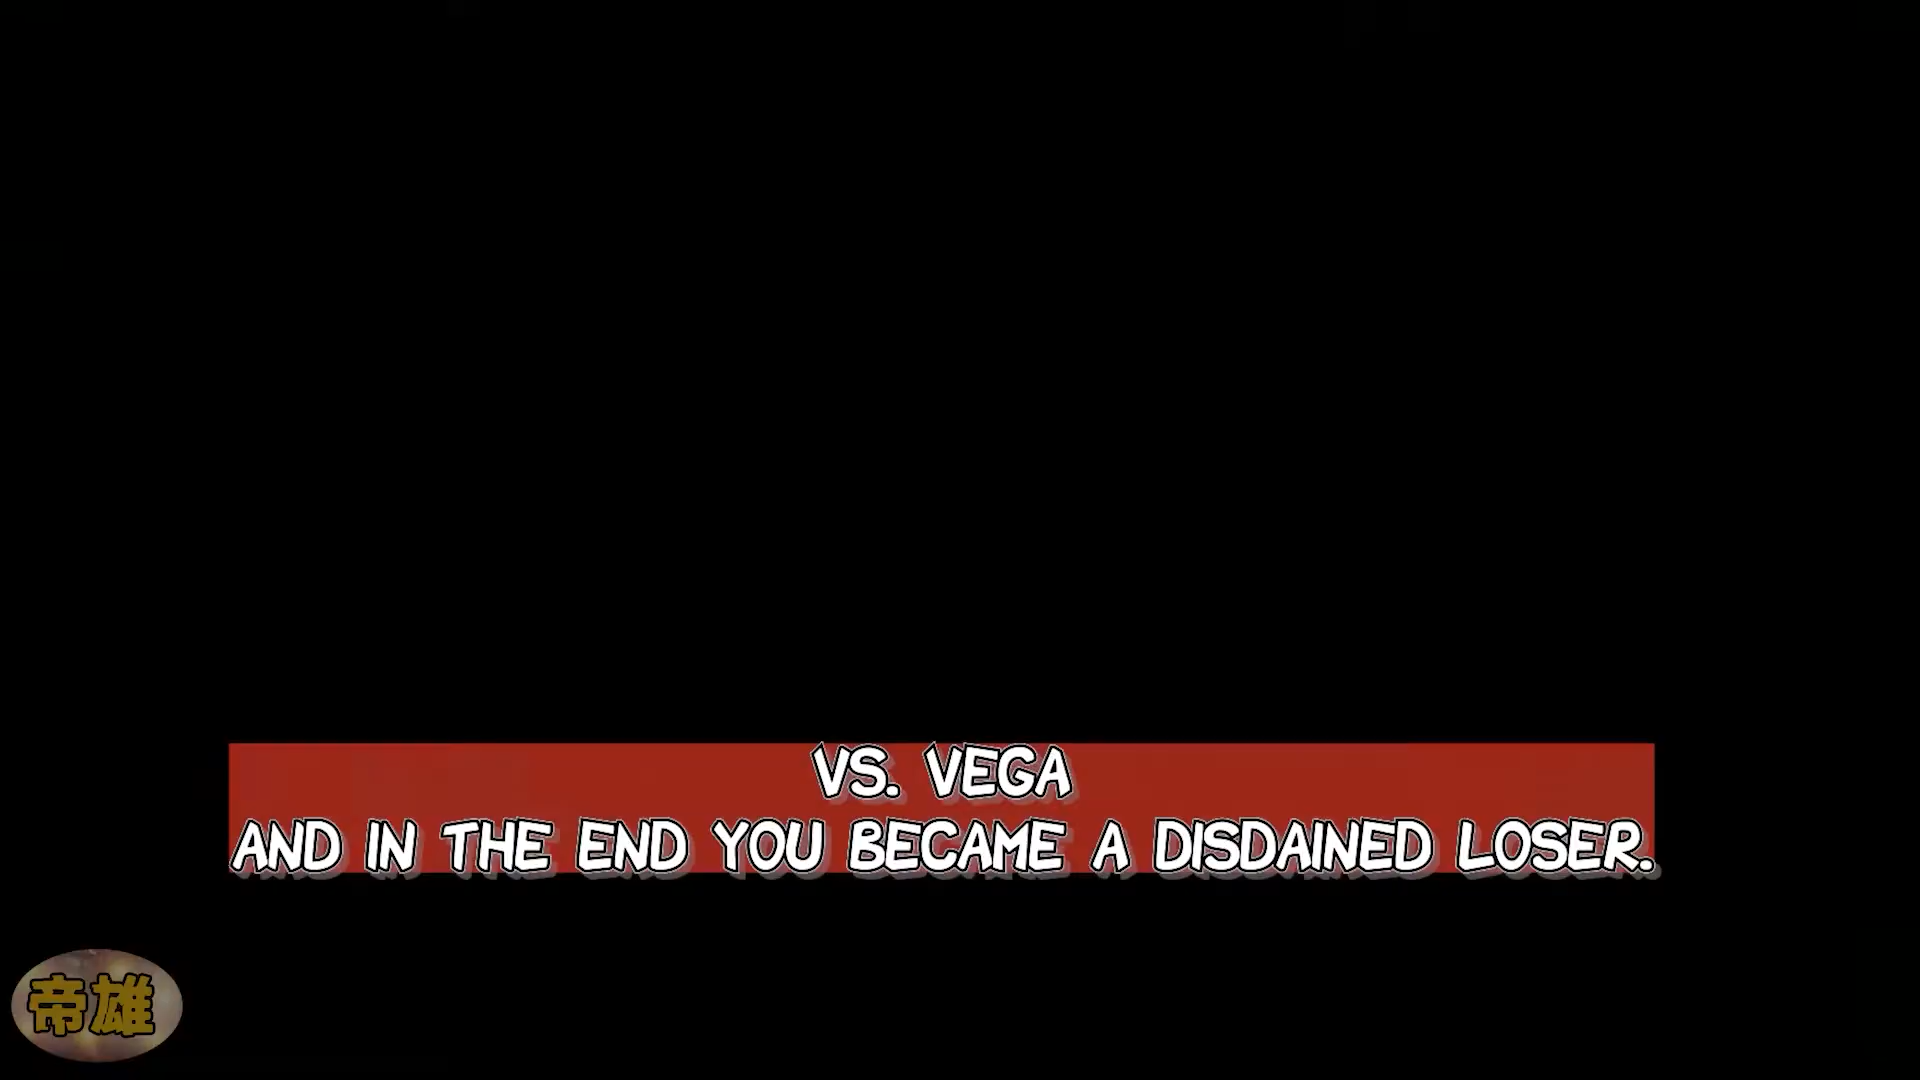 VS. VEGA
AND IN THE END YOU BECAME A DISDAINED LOSER.
帝雄